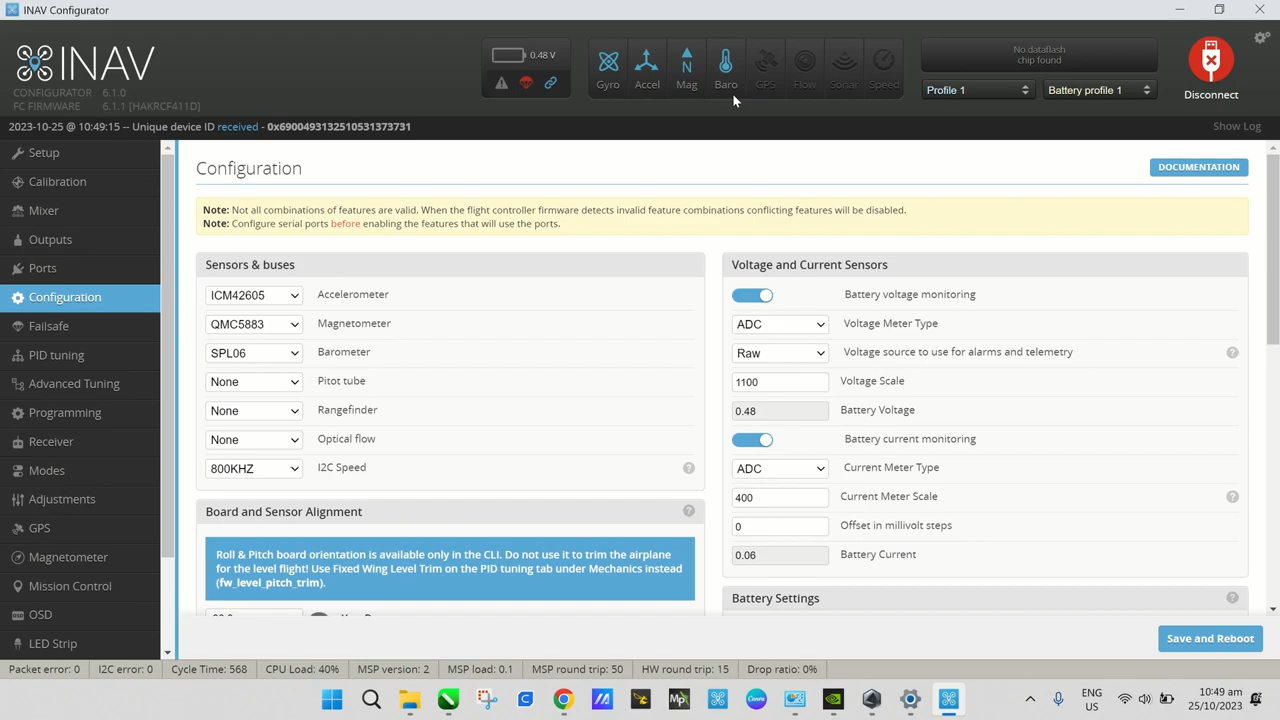 INAV Configurator
INAV
CONFIGURATOR 6.1.0
FC FIRMWARE 6.1.1 [HAKRCF411D]
0.48 V
Gyro Accel Mag Baro GPS Flow Sonar Speed
No dataflash
chip found
Profile 1
Battery profile 1
Disconnect
2023-10-25 @ 10:49:15 -- Unique device ID received - 0x6900493132510531373731
Show Log
Setup
Calibration
Mixer
Outputs
Ports
Configuration
Failsafe
PID tuning
Advanced Tuning
Programming
Receiver
Modes
Adjustments
GPS
Magnetometer
Mission Control
OSD
LED Strip
Configuration
DOCUMENTATION
Note: Not all combinations of features are valid. When the flight controller firmware detects invalid feature combinations conflicting features will be disabled.
Note: Configure serial ports before enabling the features that will use the ports.
Sensors & buses
ICM42605 Accelerometer
QMC5883 Magnetometer
SPL06 Barometer
None Pitot tube
None Rangefinder
None Optical flow
800KHZ I2C Speed ?
Board and Sensor Alignment ?
Roll & Pitch board orientation is available only in the CLI. Do not use it to trim the airplane
for the level flight! Use Fixed Wing Level Trim on the PID tuning tab under Mechanics instead
(fw_level_pitch_trim).
Voltage and Current Sensors
Battery voltage monitoring
ADC Voltage Meter Type
Raw Voltage source to use for alarms and telemetry ?
1100 Voltage Scale
0.48 Battery Voltage
Battery current monitoring
ADC Current Meter Type
400 Current Meter Scale ?
0 Offset in millivolt steps
0.06 Battery Current
Battery Settings ?
Save and Reboot
Packet error: 0 I2C error: 0 Cycle Time: 568 CPU Load: 40% MSP version: 2 MSP load: 0.1 MSP round trip: 50 HW round trip: 15 Drop ratio: 0%
ENG
US
10:49 am
25/10/2023